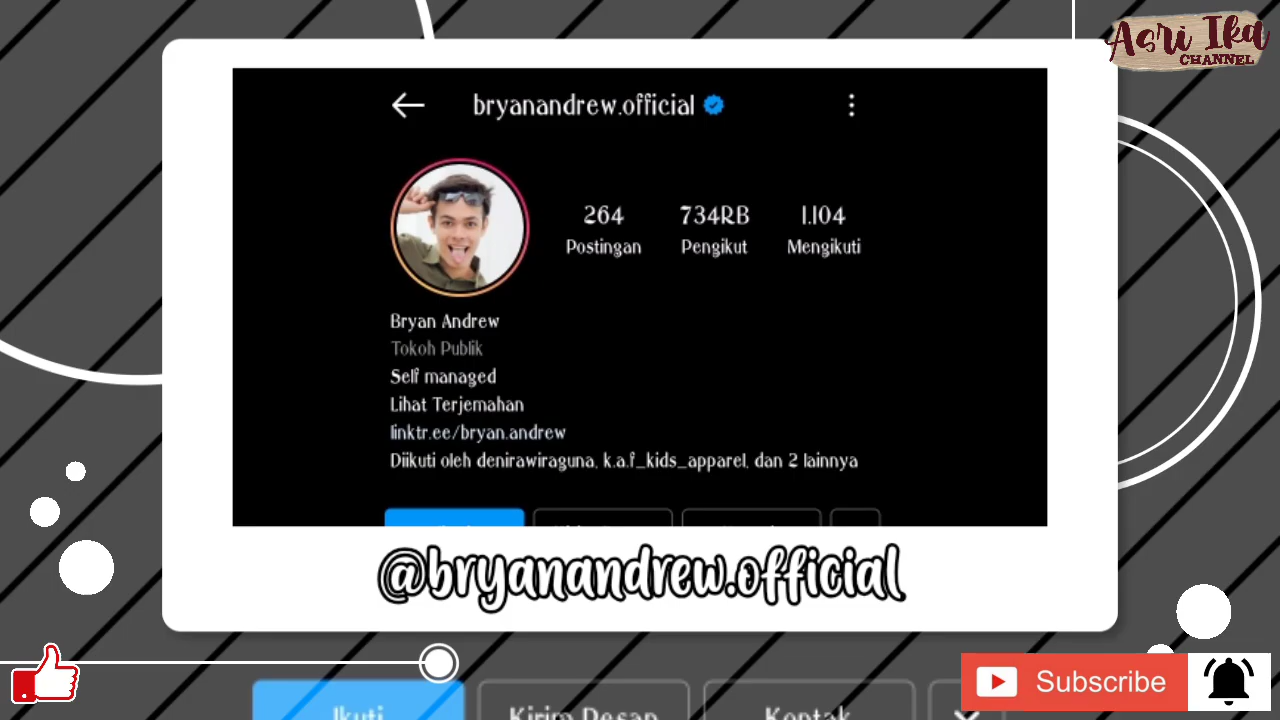 Asri Ika
CHANNEL
bryanandrew.official
264 734RB 1.104
Postingan Pengikut Mengikuti
Bryan Andrew
Tokoh Publik
Self managed
Lihat Terjemahan
linktr.ee/bryan.andrew
Diikuti oleh denirawiraguna, k.a.f_kids_apparel, dan 2 lainnya
@bryanandrew.official
Ikuti Kirim Pesan Kontak
Subscribe